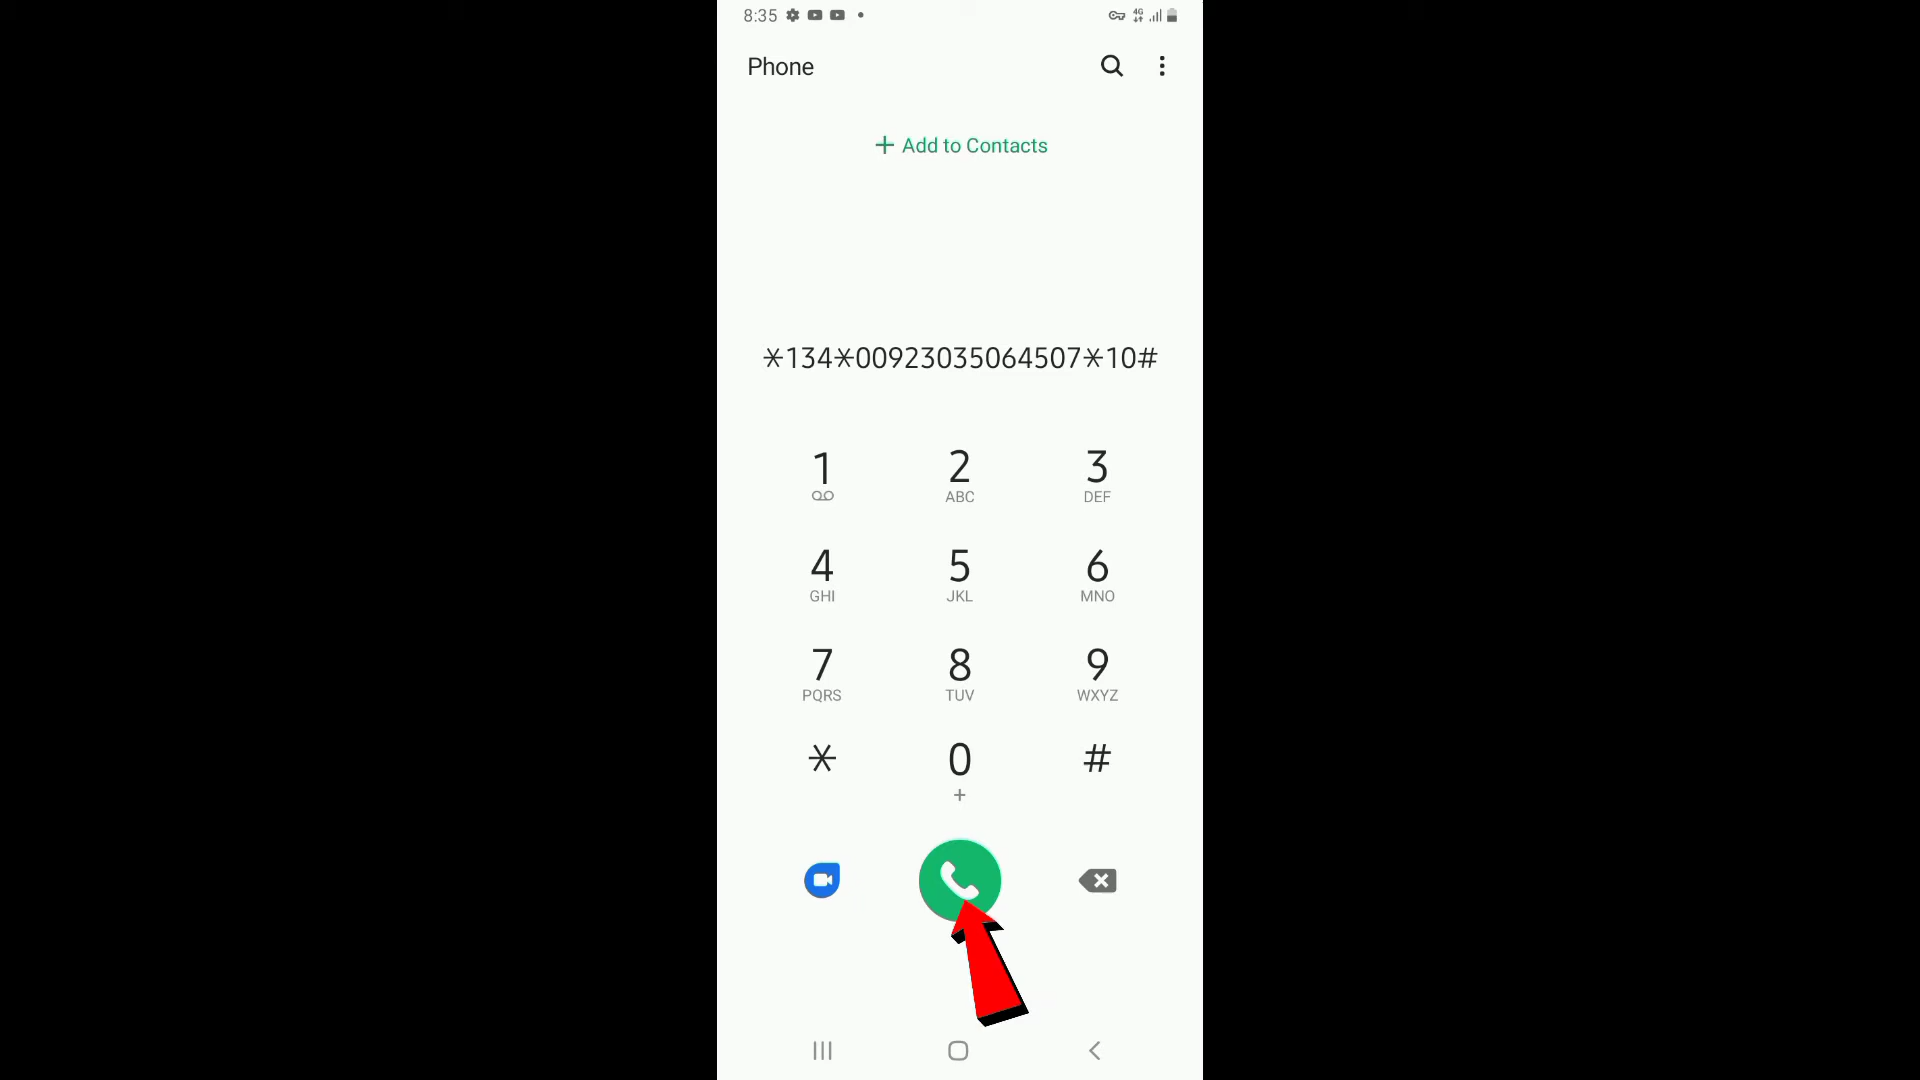 8:35
4G
Phone
+ Add to Contacts
*134*00923035064507*10#
1 2 3
ABC DEF
4 5 6
GHI JKL MNO
7 8 9
PQRS TUV WXYZ
* 0 #
+